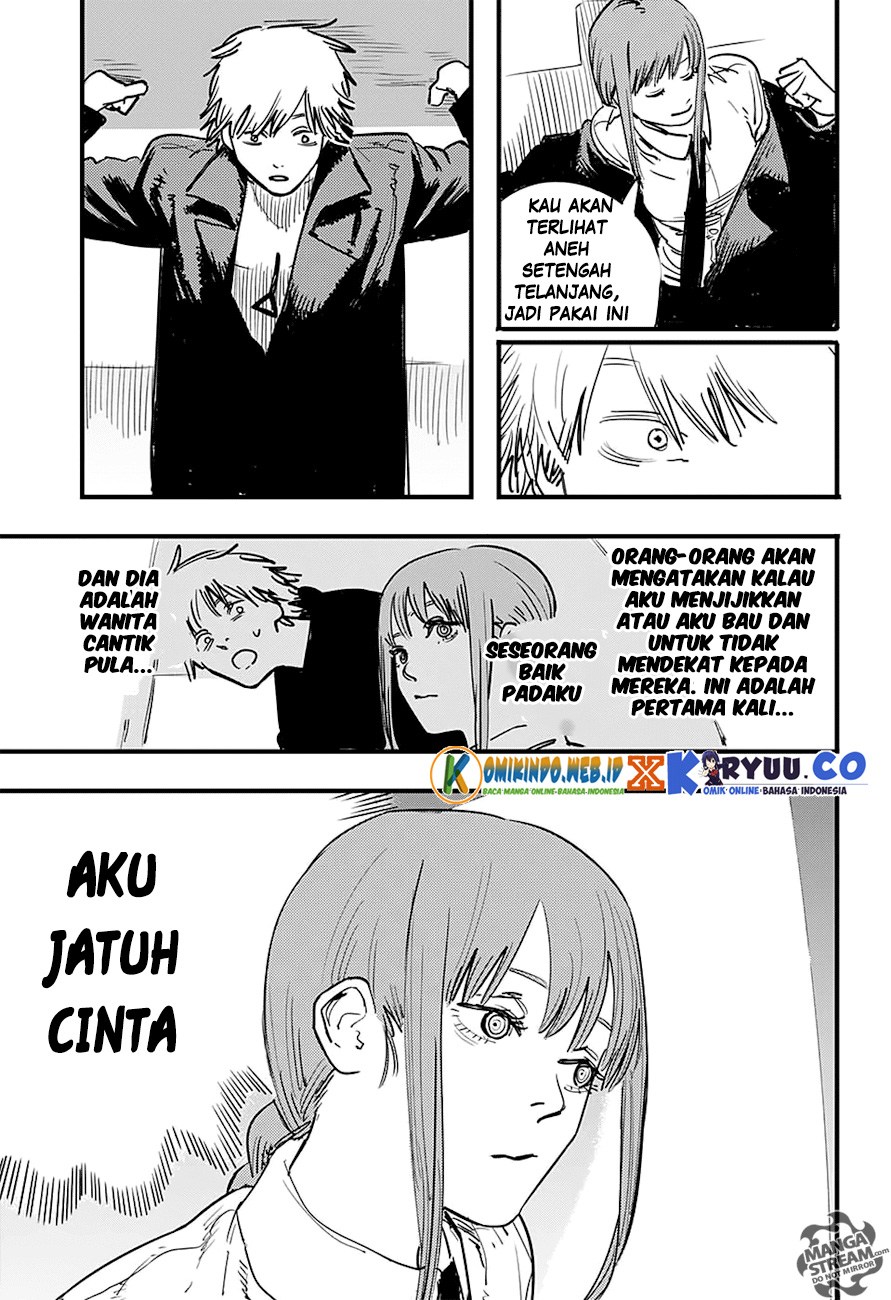 KAU AKAN
TERLIHAT
ANEH
SETENGAH
TELANJANG,
JADI PAKAI INI
ORANG-ORANG AKAN
MENGATAKAN KALAU
AKU MENJIJIKKAN
ATAU AKU BAU DAN
UNTUK TIDAK
MENDEKAT KEPADA
MEREKA. INI ADALAH
PERTAMA KALI...
SESEORANG
BAIK
PADAKU
DAN DIA
ADALAH
WANITA
CANTIK
PULA...
KOMIKINDO.WEB.ID X KIRYUU.CO
BACA MANGA ONLINE BAHASA INDONESIA
KOMIK ONLINE BAHASA INDONESIA
AKU
JATUH
CINTA
MANGA
STREAM.com
DO NOT MIRROR!